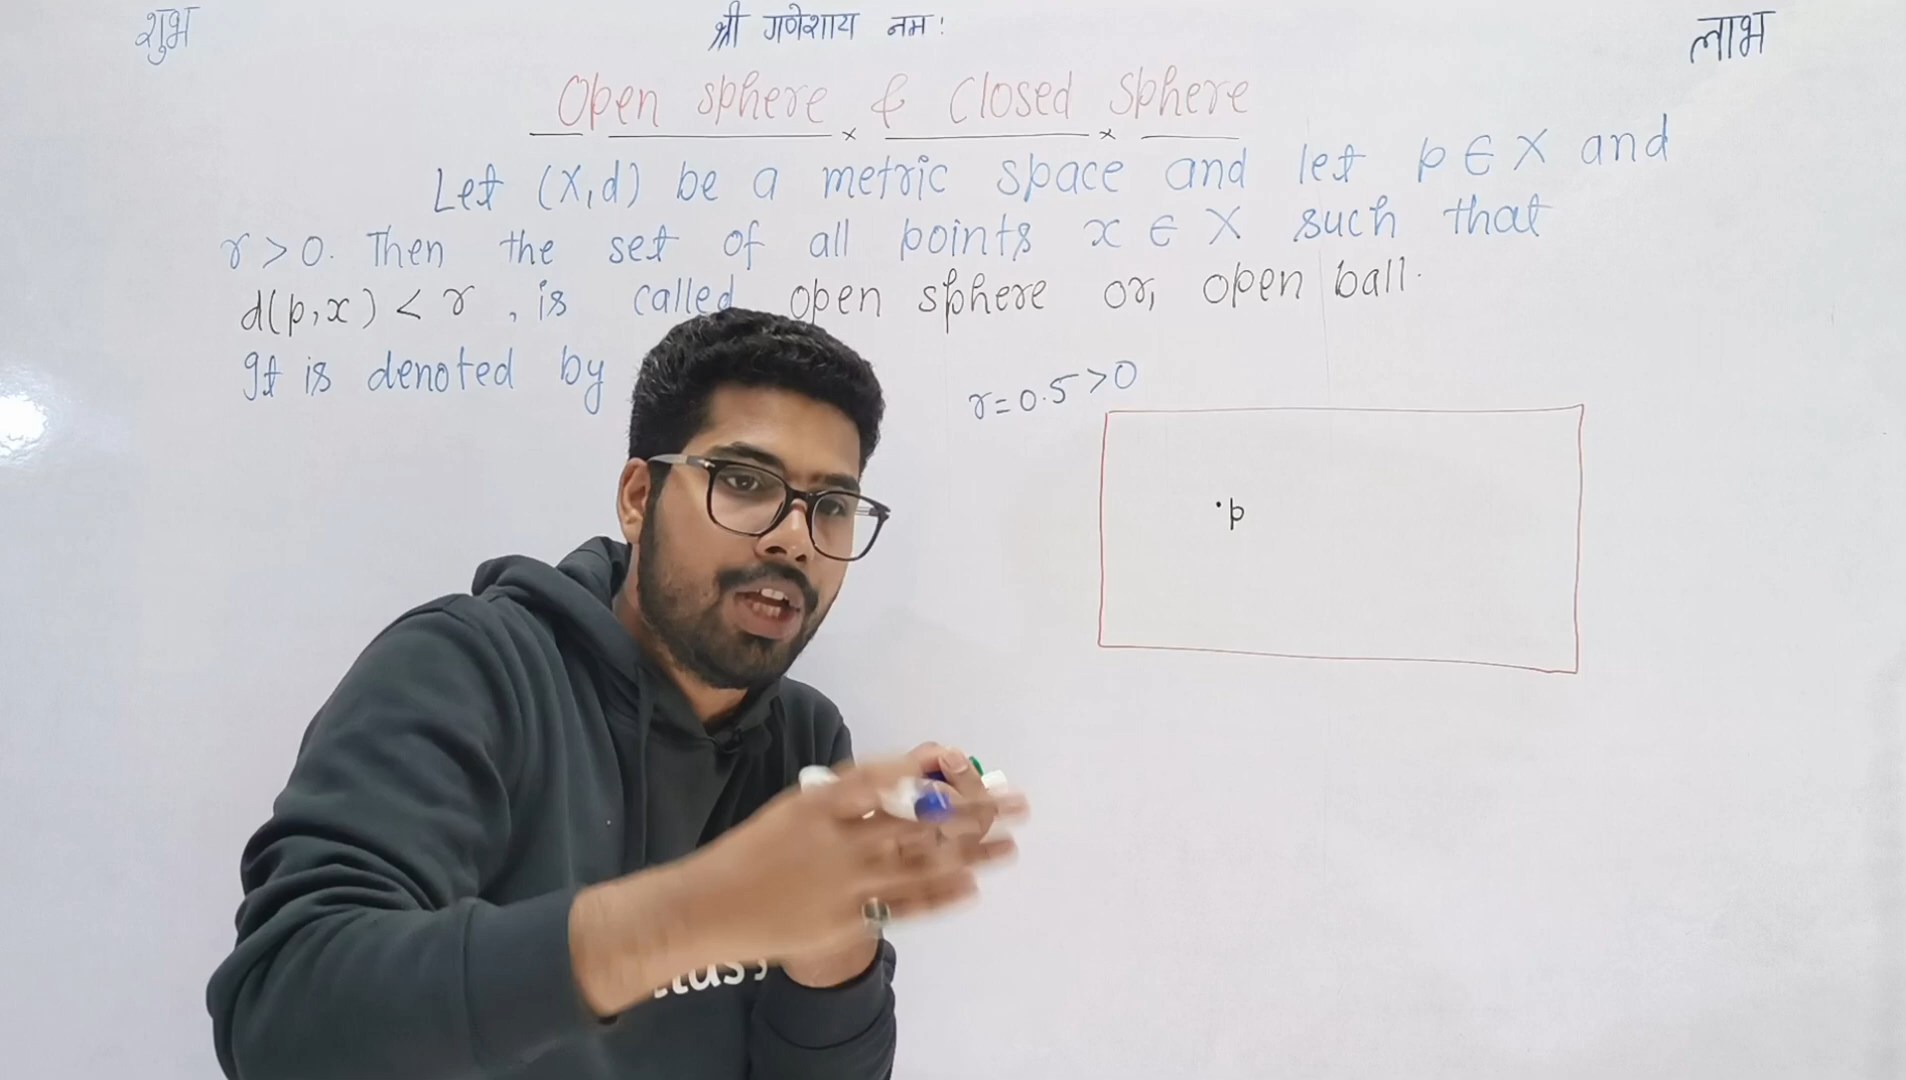 शुभ श्री गणेशाय नमः लाभ
Open sphere & Closed Sphere
Let (X,d) be a metric space and let p ∈ X and
r > 0. Then the set of all points x ∈ X such that
d(p,x) < r , is called open sphere or, open ball.
It is denoted by
r = 0.5 > 0
p